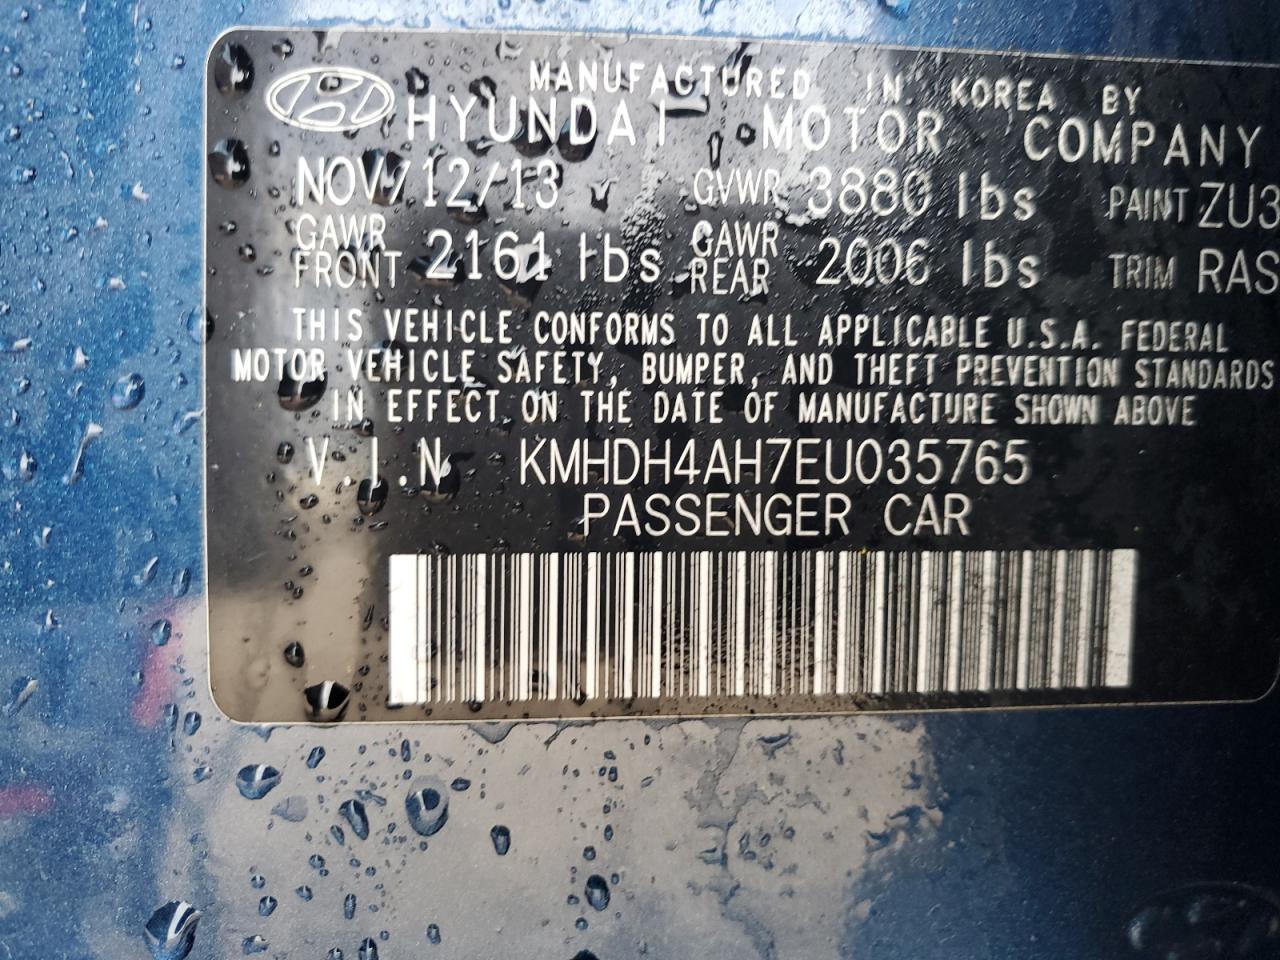 MANUFACTURED IN KOREA BY
HYUNDAI MOTOR COMPANY
NOV/12/13 GVWR 3880 lbs PAINT ZU3
GAWR FRONT 2161 lbs GAWR REAR 2006 lbs TRIM RAS
THIS VEHICLE CONFORMS TO ALL APPLICABLE U.S.A. FEDERAL
MOTOR VEHICLE SAFETY, BUMPER, AND THEFT PREVENTION STANDARDS
IN EFFECT ON THE DATE OF MANUFACTURE SHOWN ABOVE
V.I.N KMHDH4AH7EU035765
PASSENGER CAR